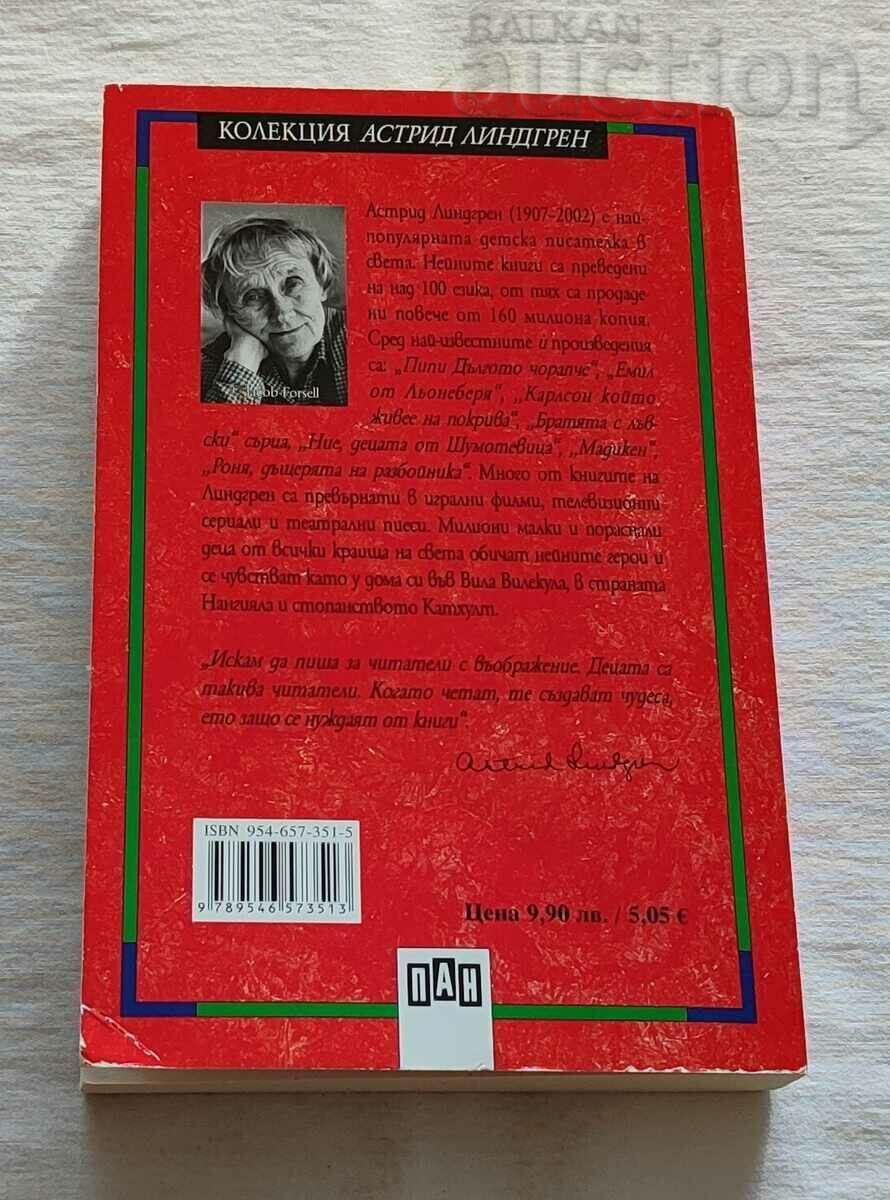 BALKAN
auction
КОЛЕКЦИЯ АСТРИД ЛИНДГРЕН
Астрид Линдгрен (1907-2002) е най-
популярната детска писателка в
света. Нейните книги са преведени
на над 100 езика, от тях са продаде-
ни повече от 160 милиона копия.
Сред най-известните ѝ произведения
са: „Пипи Дългото чорапче“, „Емил
от Льонеберя“, „Карлсон който
живее на покрива“, „Братята с лъв-
ски“ сърца, „Ние, децата от Шумотевица“, „Мадикен“,
„Роня, дъщерята на разбойника“. Много от книгите на
Линдгрен са превърнати в игрални филми, телевизионни
сериали и театрални пиеси. Милиони малки и пораснали
деца от всички краища на света обичат нейните герои и
се чувстват като у дома си във Вила Вилекула, в страната
Нангияла и стопанството Катхулт.
Jacob Forsell
„Искам да пиша за читатели с въображение. Децата са
такива читатели. Когато четат, те създават чудеса,
ето защо се нуждаят от книги“.
Astrid Lindgren
ISBN 954-657-351-5
9 789546 573513
Цена 9,90 лв. / 5,05 €
ПАН